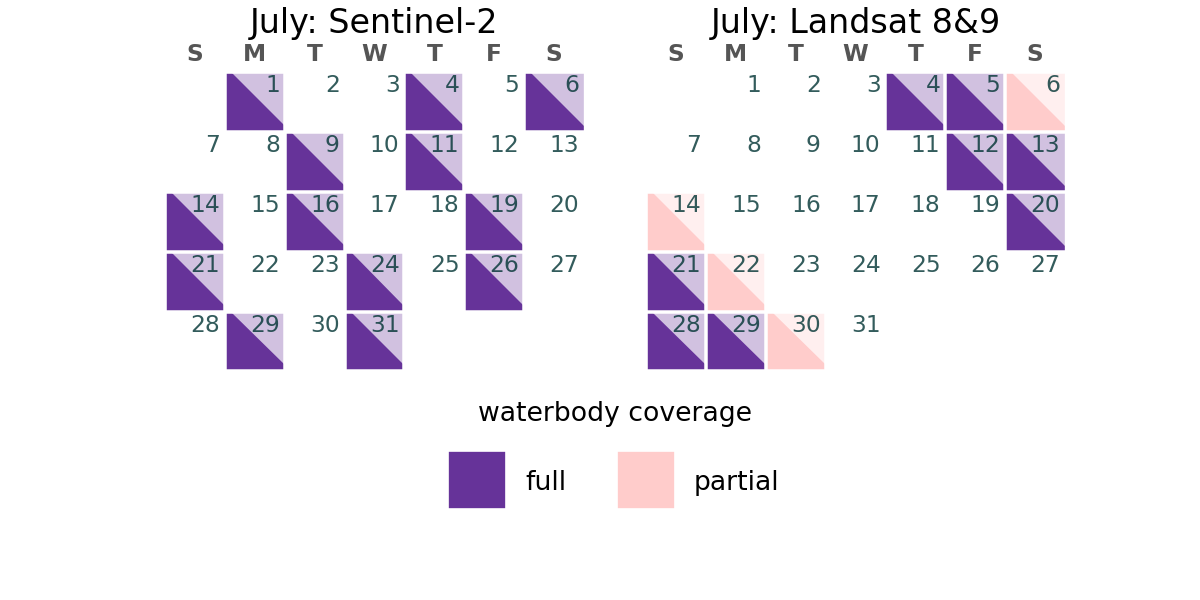 July: Sentinel-2
S M T W T F S
1 2 3 4 5 6
7 8 9 10 11 12 13
14 15 16 17 18 19 20
21 22 23 24 25 26 27
28 29 30 31
July: Landsat 8&9
S M T W T F S
1 2 3 4 5 6
7 8 9 10 11 12 13
14 15 16 17 18 19 20
21 22 23 24 25 26 27
28 29 30 31
waterbody coverage
full partial